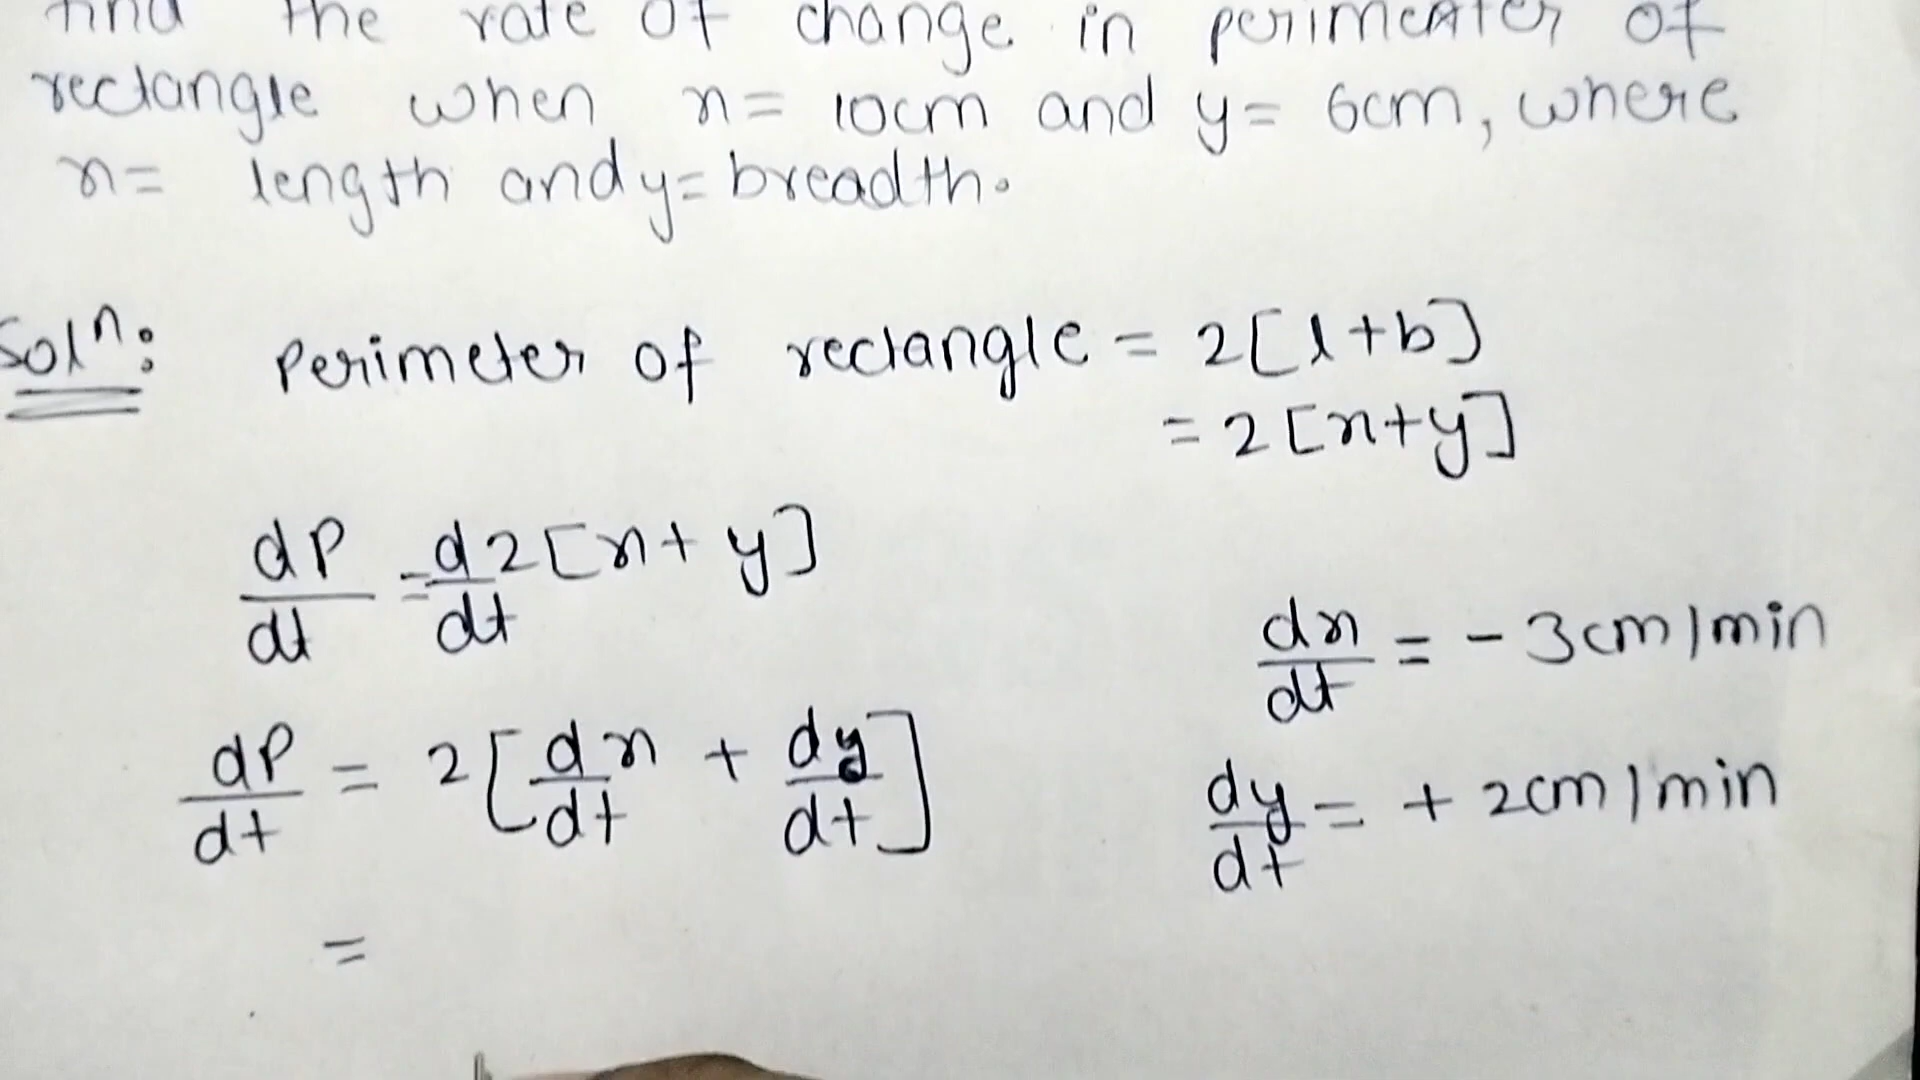 find the rate of change in perimeter of
rectangle when x= 10cm and y= 6cm, where
x= length and y= breadth.
Solⁿ: Perimeter of rectangle = 2[l+b]
= 2[x+y]
dP/dt = d/dt 2[x+y]
dx/dt = - 3cm/min
dP/dt = 2[dx/dt + dy/dt]
dy/dt = + 2cm/min
=